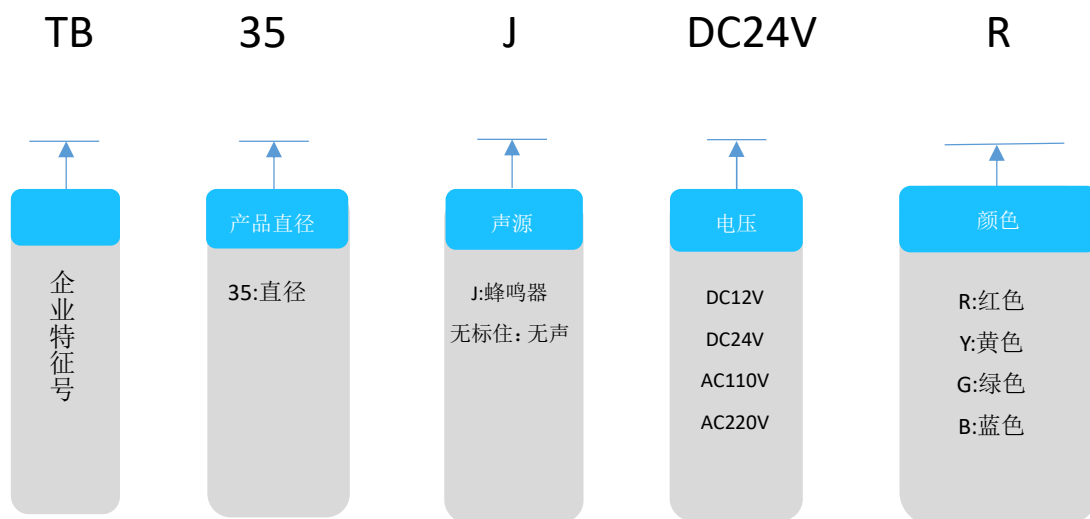 TB
35
J
DC24V
R
产品直径
声源
电压
颜色
企业特征号
35:直径
J:蜂鸣器
无标住：无声
DC12V
DC24V
AC110V
AC220V
R:红色
Y:黄色
G:绿色
B:蓝色